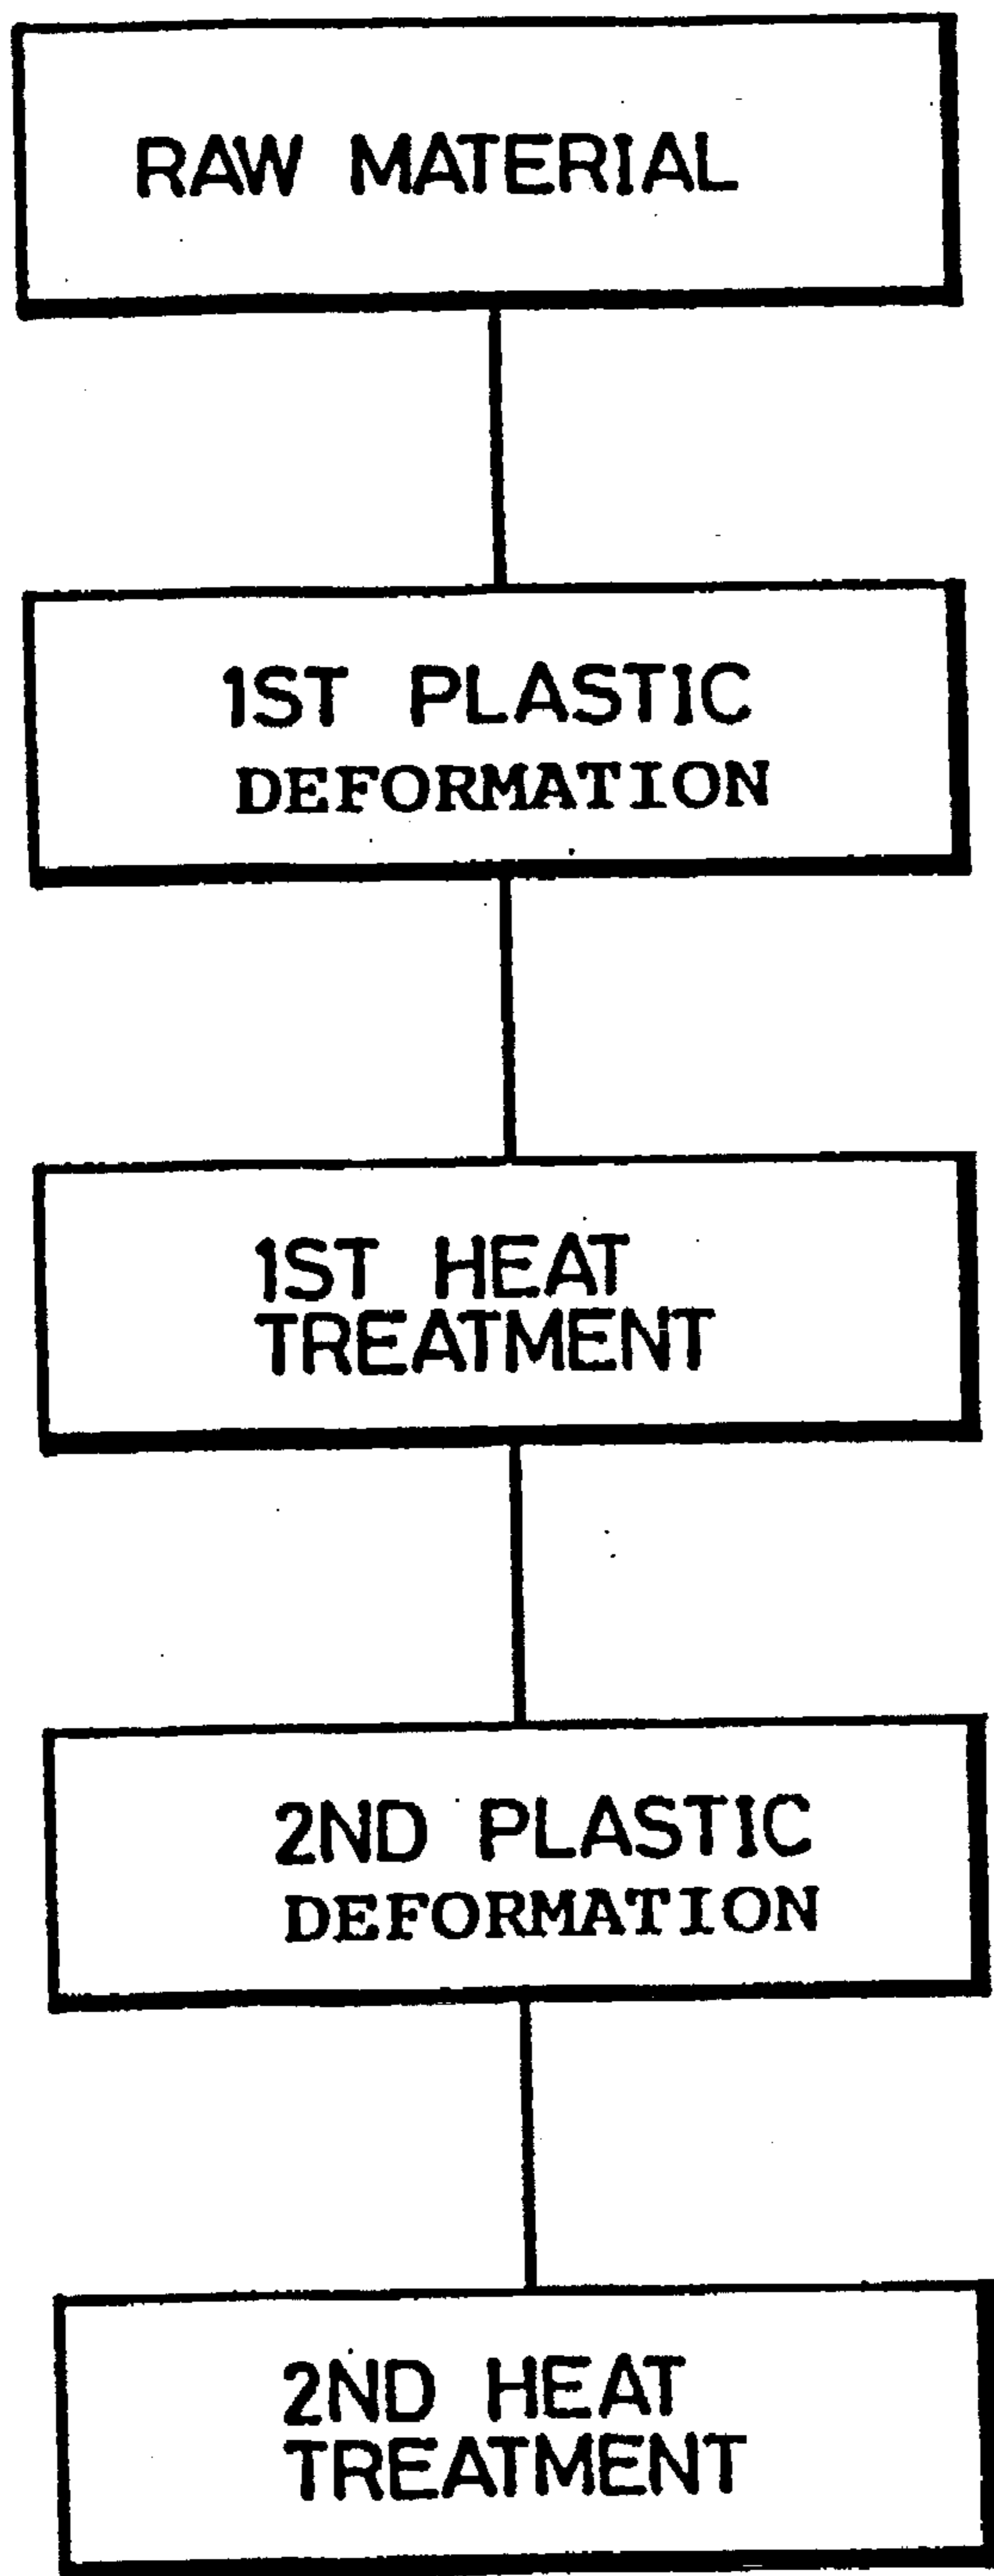 RAW MATERIAL
1ST PLASTIC
DEFORMATION
1ST HEAT
TREATMENT
2ND PLASTIC
DEFORMATION
2ND HEAT
TREATMENT